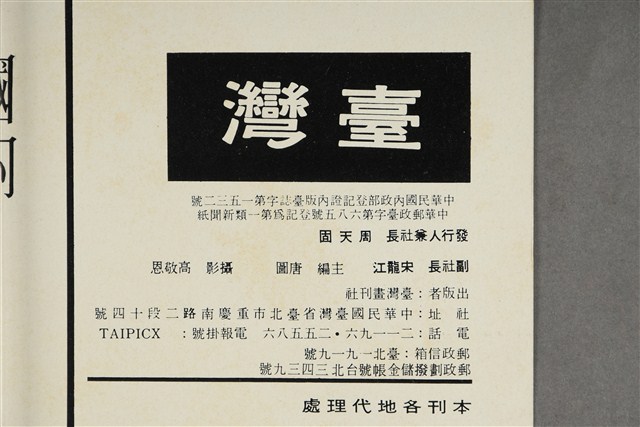 臺灣
中華民國內政部登記證內版臺誌字第一五三二號
中華郵政臺字第六八五號登記爲第一類新聞紙
發行人兼社長 周天固
副社長 宋龍江 主編 唐圖 攝影 高敬恩
出版者:臺灣畫刊社
社址:中華民國臺灣省臺北市重慶南路二段十四號
電話:二一一九六・二五五八六 電報掛號:TAIPICX
郵政信箱:臺北一九一九號
郵政劃撥儲金帳號台北三四三九號
本刊各地代理處